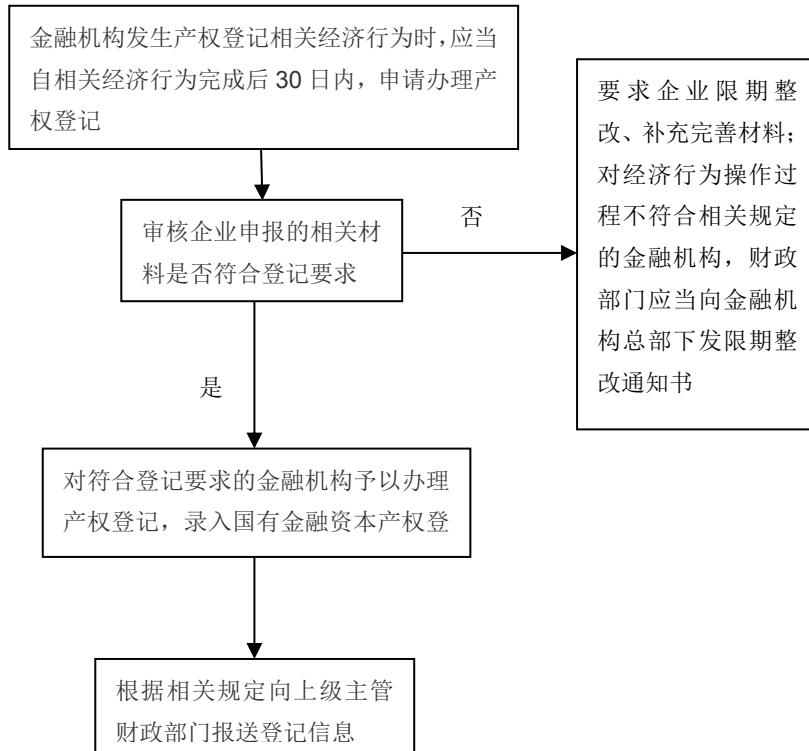 金融机构发生产权登记相关经济行为时，应当
自相关经济行为完成后 30 日内，申请办理产
权登记
审核企业申报的相关材
料是否符合登记要求
否
要求企业限期整
改、补充完善材料；
对经济行为操作过
程不符合相关规定
的金融机构，财政
部门应当向金融机
构总部下发限期整
改通知书
是
对符合登记要求的金融机构予以办理
产权登记，录入国有金融资本产权登
根据相关规定向上级主管
财政部门报送登记信息